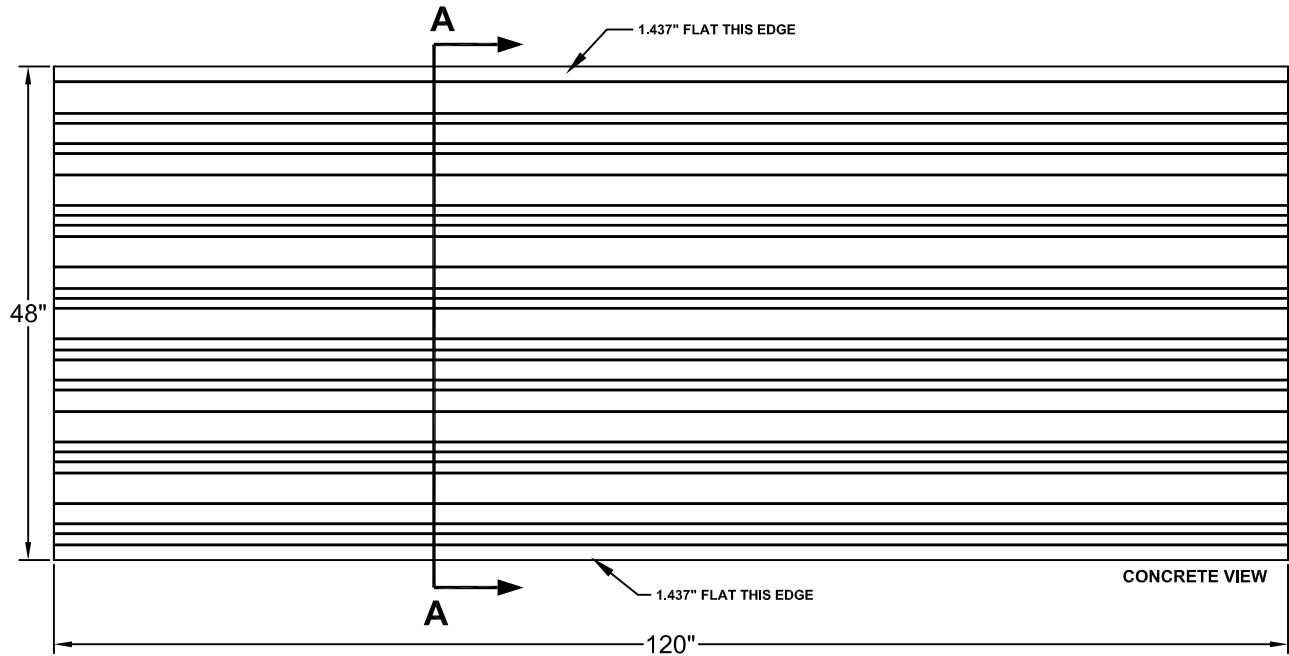 A
1.437" FLAT THIS EDGE
48"
CONCRETE VIEW
1.437" FLAT THIS EDGE
A
120"